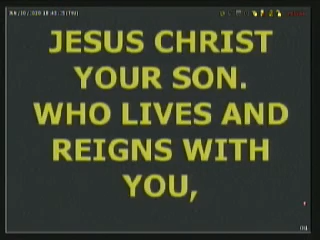 JESUS CHRIST
YOUR SON.
WHO LIVES AND
REIGNS WITH
YOU,